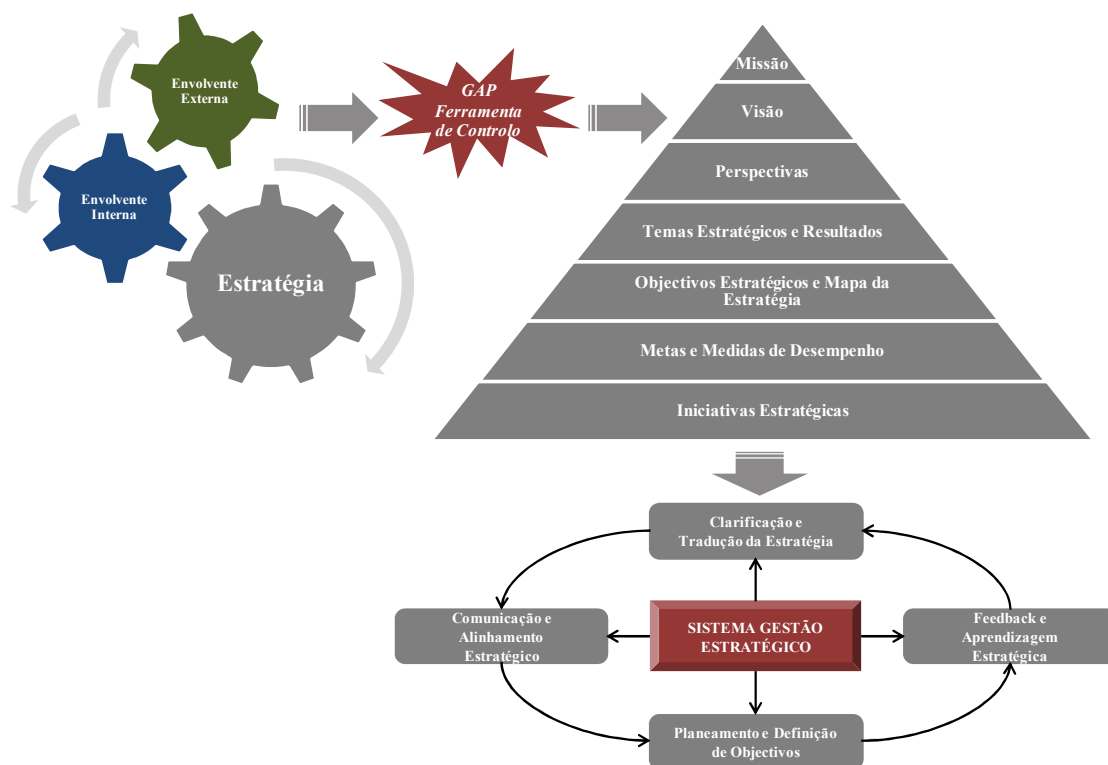 Envolvente
Externa
Envolvente
Interna
Estratégia
GAP
Ferramenta
de Controlo
Missão
Visão
Perspectivas
Temas Estratégicos e Resultados
Objectivos Estratégicos e Mapa da
Estratégia
Metas e Medidas de Desempenho
Iniciativas Estratégicas
Clarificação e
Tradução da Estratégia
Comunicação e
Alinhamento
Estratégico
SISTEMA GESTÃO
ESTRATÉGICO
Feedback e
Aprendizagem
Estratégica
Planeamento e Definição
de Objectivos